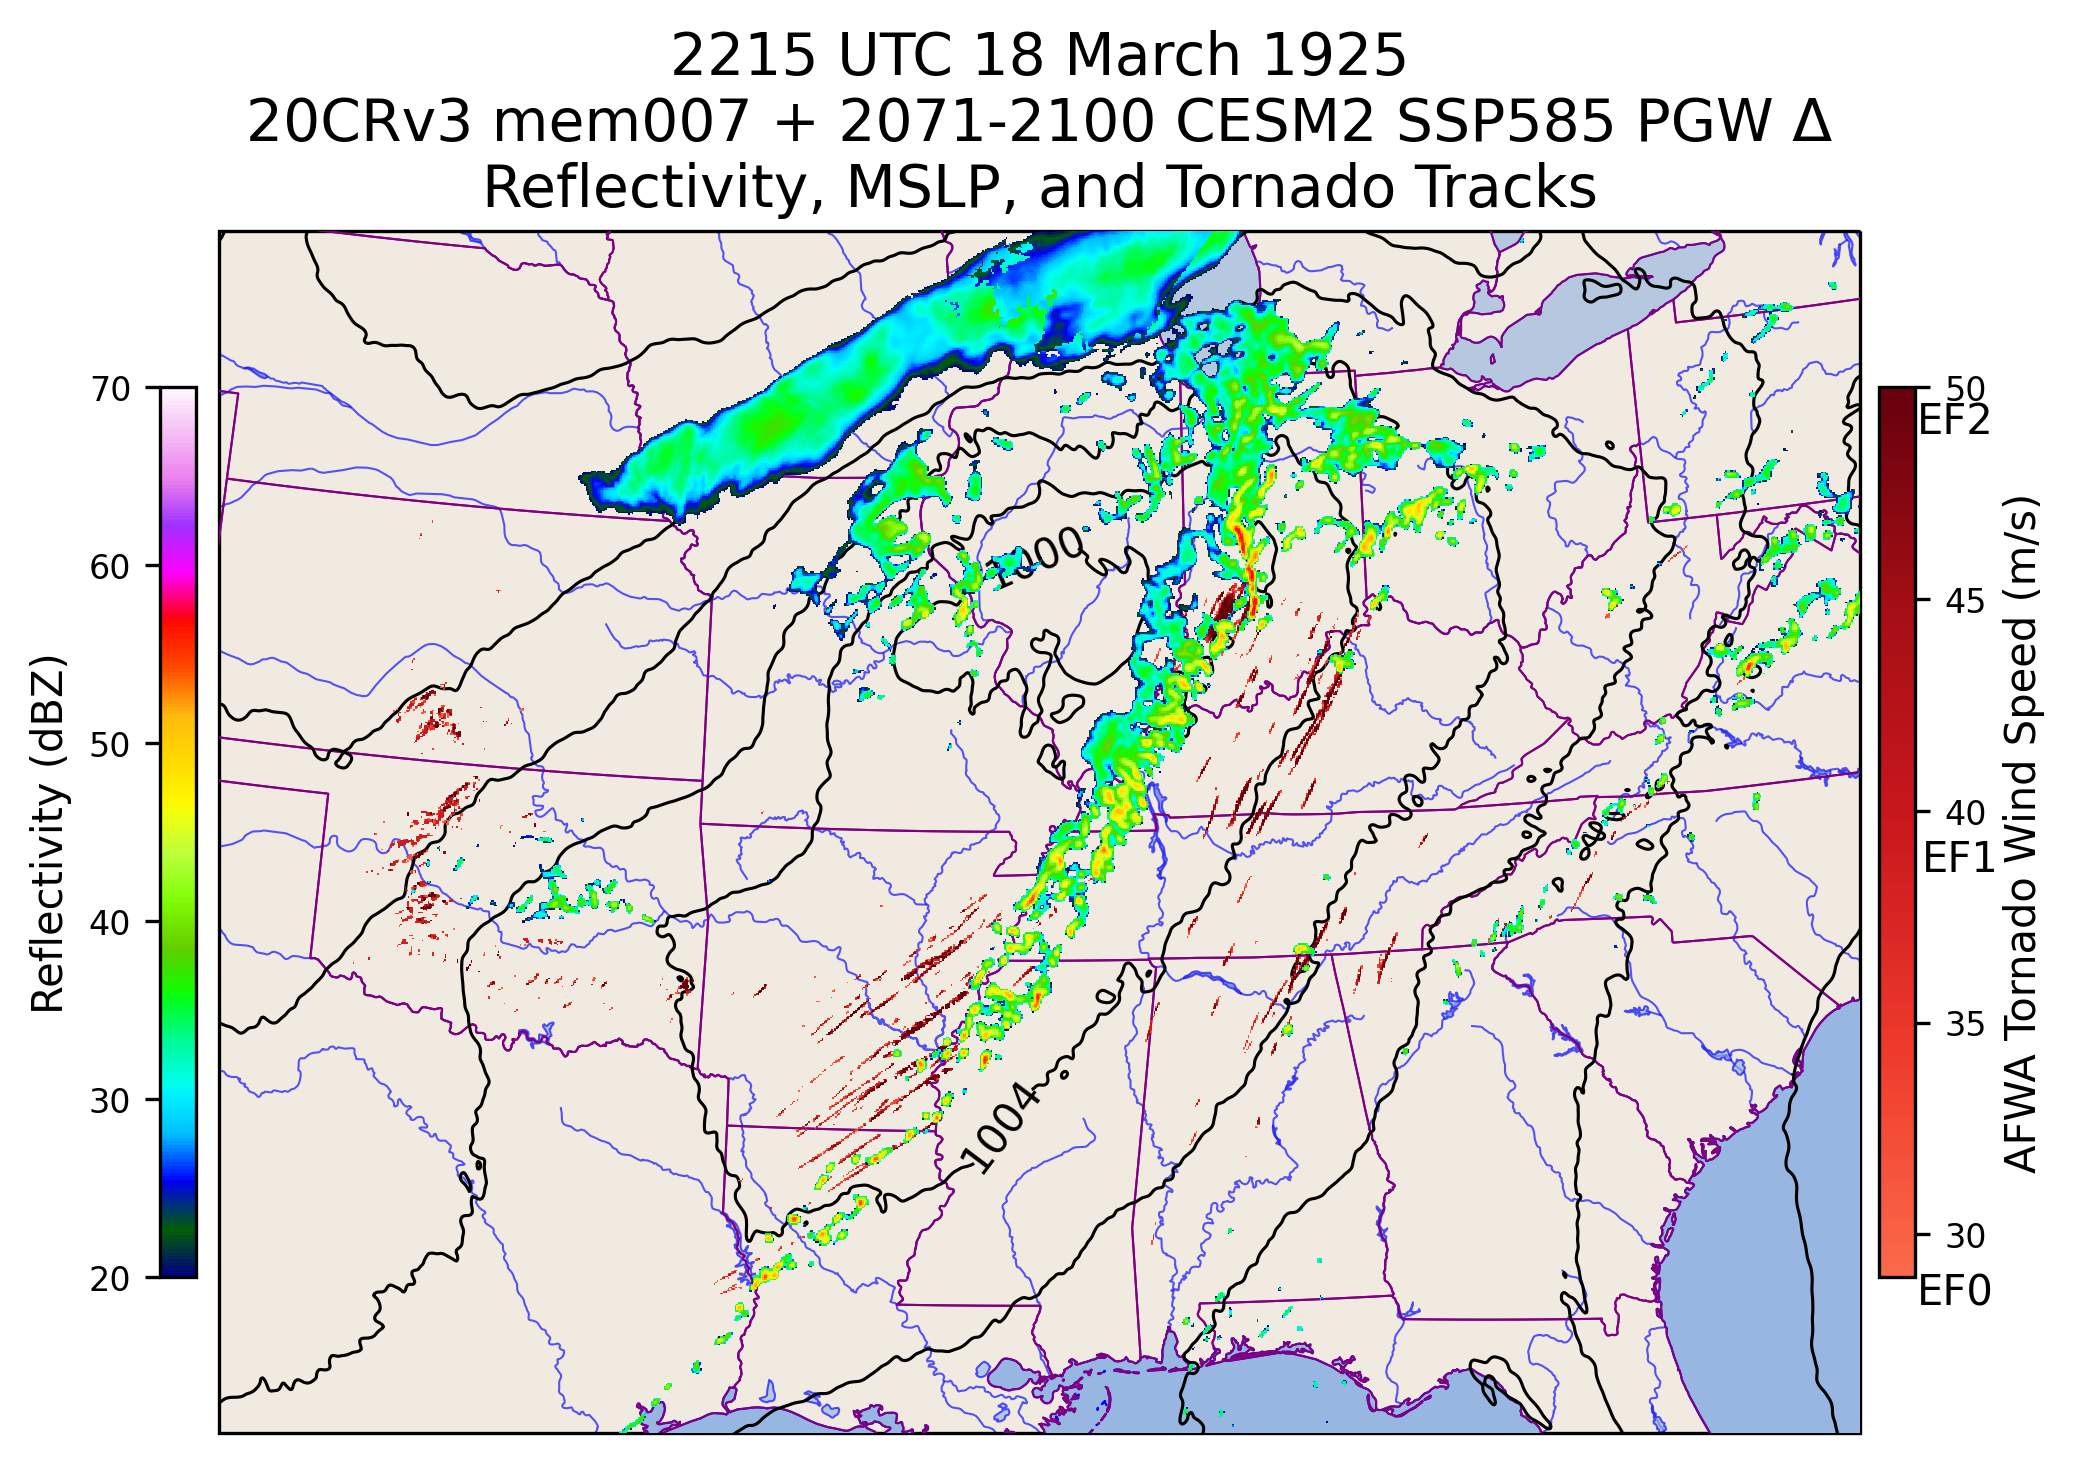 2215 UTC 18 March 1925
20CRv3 mem007 + 2071-2100 CESM2 SSP585 PGW Δ
Reflectivity, MSLP, and Tornado Tracks
70
60
50
40
30
20
Reflectivity (dBZ)
1000
1004
50
EF2
45
40
EF1
35
30
EF0
AFWA Tornado Wind Speed (m/s)